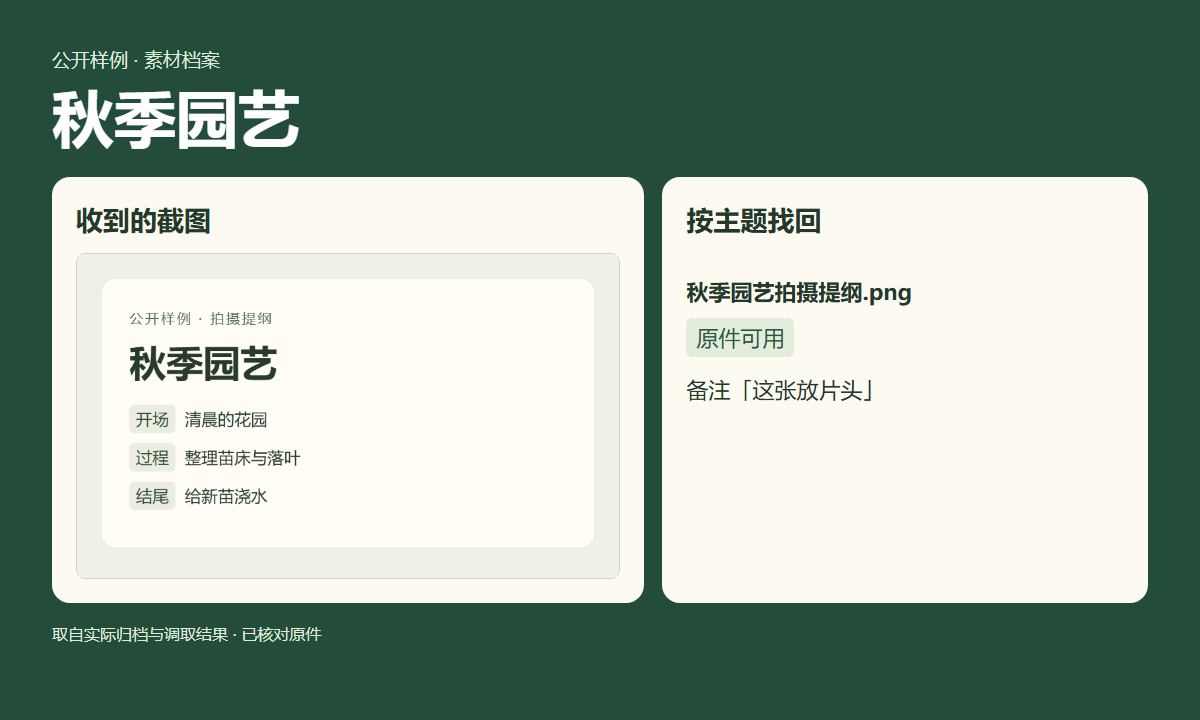 公开样例 · 素材档案
秋季园艺
收到的截图
公开样例 · 拍摄提纲
秋季园艺
开场 清晨的花园
过程 整理苗床与落叶
结尾 给新苗浇水
按主题找回
秋季园艺拍摄提纲.png
原件可用
备注「这张放片头」
取自实际归档与调取结果 · 已核对原件